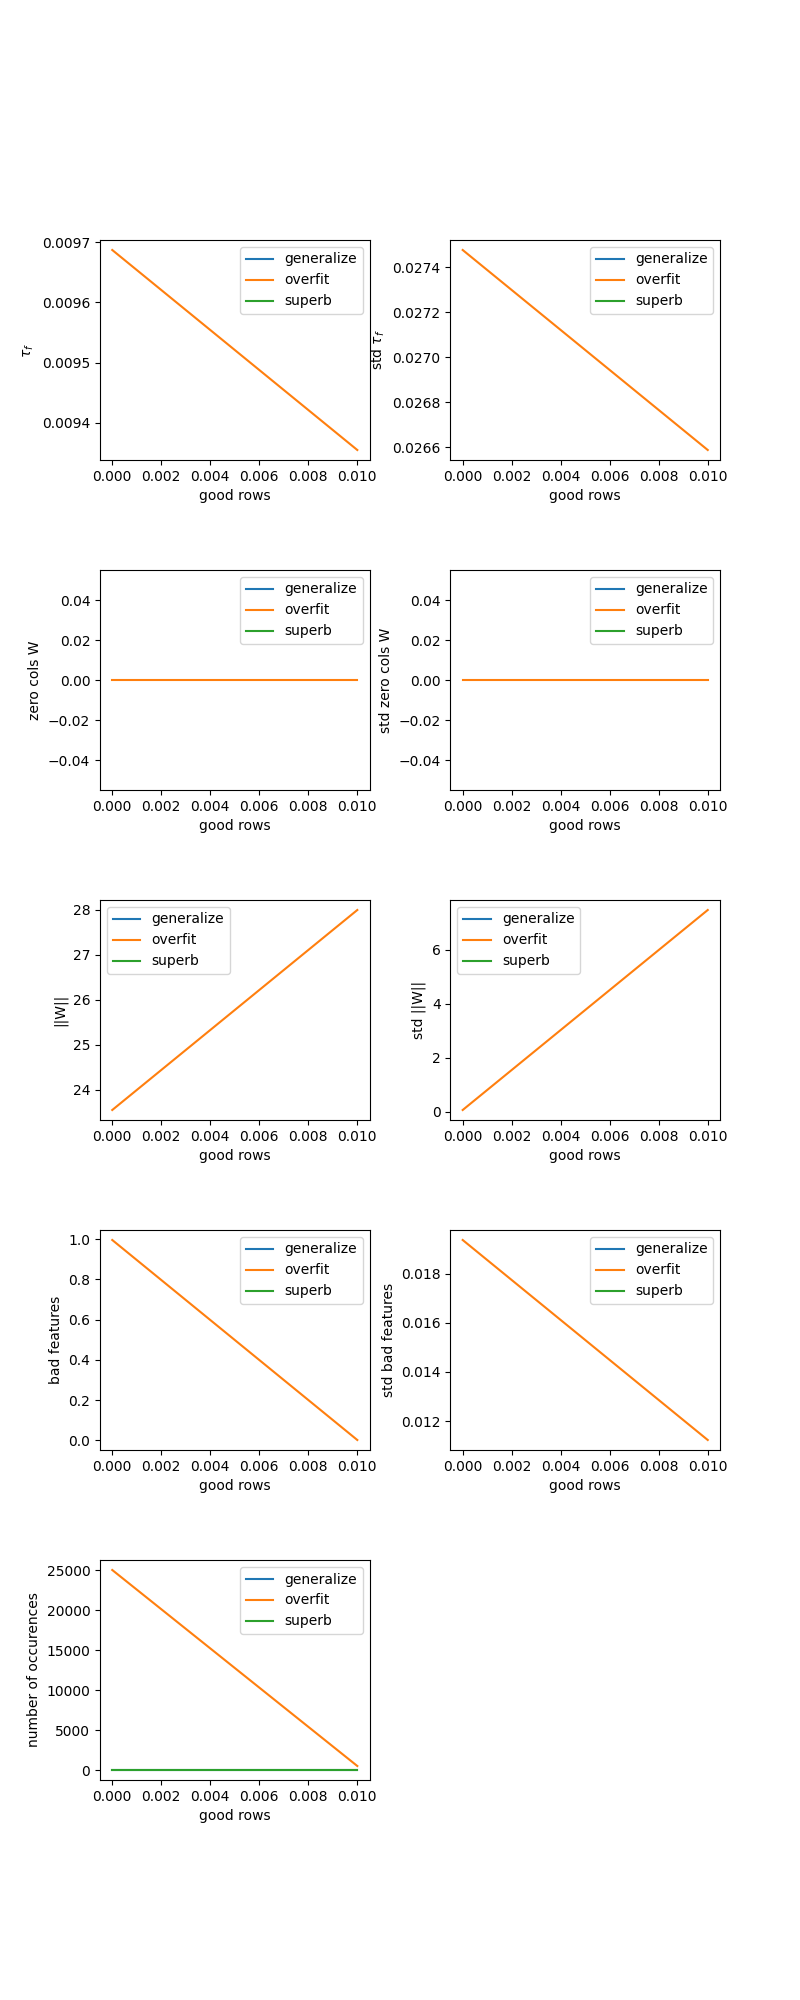 0.0097
0.0096
0.0095
0.0094
τf
0.000 0.002 0.004 0.006 0.008 0.010
good rows
generalize
overfit
superb
0.0274
0.0272
0.0270
0.0268
0.0266
std τf
0.000 0.002 0.004 0.006 0.008 0.010
good rows
generalize
overfit
superb
0.04
0.02
0.00
−0.02
−0.04
zero cols W
0.000 0.002 0.004 0.006 0.008 0.010
good rows
generalize
overfit
superb
0.04
0.02
0.00
−0.02
−0.04
std zero cols W
0.000 0.002 0.004 0.006 0.008 0.010
good rows
generalize
overfit
superb
28
27
26
25
24
||W||
0.000 0.002 0.004 0.006 0.008 0.010
good rows
generalize
overfit
superb
6
4
2
0
std ||W||
0.000 0.002 0.004 0.006 0.008 0.010
good rows
generalize
overfit
superb
1.0
0.8
0.6
0.4
0.2
0.0
bad features
0.000 0.002 0.004 0.006 0.008 0.010
good rows
generalize
overfit
superb
0.018
0.016
0.014
0.012
std bad features
0.000 0.002 0.004 0.006 0.008 0.010
good rows
generalize
overfit
superb
25000
20000
15000
10000
5000
0
number of occurences
0.000 0.002 0.004 0.006 0.008 0.010
good rows
generalize
overfit
superb